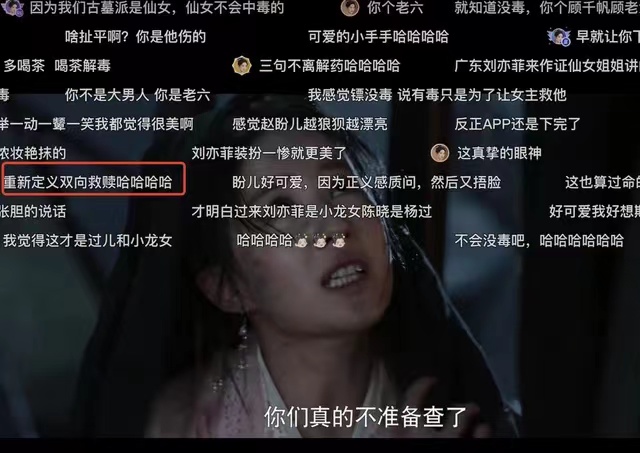 因为我们古墓派是仙女，仙女不会中毒的 你个老六 就知道没毒，你个顾千帆顾老
啥扯平啊？你是他伤的 可爱的小手手哈哈哈哈 早就让你下
多喝茶 喝茶解毒 三句不离解药哈哈哈哈 广东刘亦菲来作证仙女姐姐讲的
毒 你不是大男人 你是老六 我感觉镖没毒 说有毒只是为了让女主救他
举一动一颦一笑我都觉得很美啊 感觉赵盼儿越狼狈越漂亮 反正APP还是下完了
浓妆艳抹的 刘亦菲装扮一惨就更美了 这真挚的眼神
重新定义双向救赎哈哈哈哈 盼儿好可爱，因为正义感质问，然后又捂脸 这也算过命
张胆的说话 才明白过来刘亦菲是小龙女陈晓是杨过 好可爱我好想
我觉得这才是过儿和小龙女 哈哈哈哈 不会没毒吧，哈哈哈哈哈哈
你们真的不准备查了